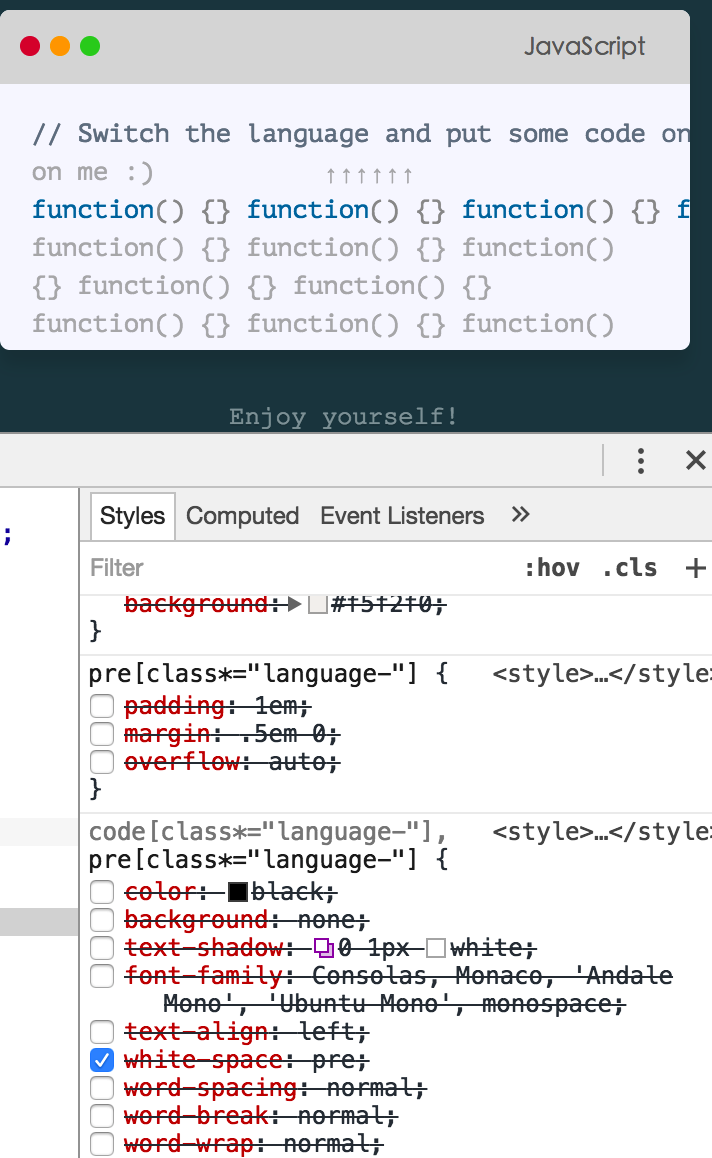 JavaScript
// Switch the language and put some code on
on me :) ↑↑↑↑↑↑
function() {} function() {} function() {} f
function() {} function() {} function()
{} function() {} function() {}
function() {} function() {} function()
Enjoy yourself!
;
Styles Computed Event Listeners »
Filter :hov .cls +
background: #f5f2f0;
}
pre[class*="language-"] { <style>…</style>
padding: 1em;
margin: .5em 0;
overflow: auto;
}
code[class*="language-"], <style>…</style>
pre[class*="language-"] {
color: black;
background: none;
text-shadow: 0 1px white;
font-family: Consolas, Monaco, 'Andale
Mono', 'Ubuntu Mono', monospace;
text-align: left;
white-space: pre;
word-spacing: normal;
word-break: normal;
word-wrap: normal;